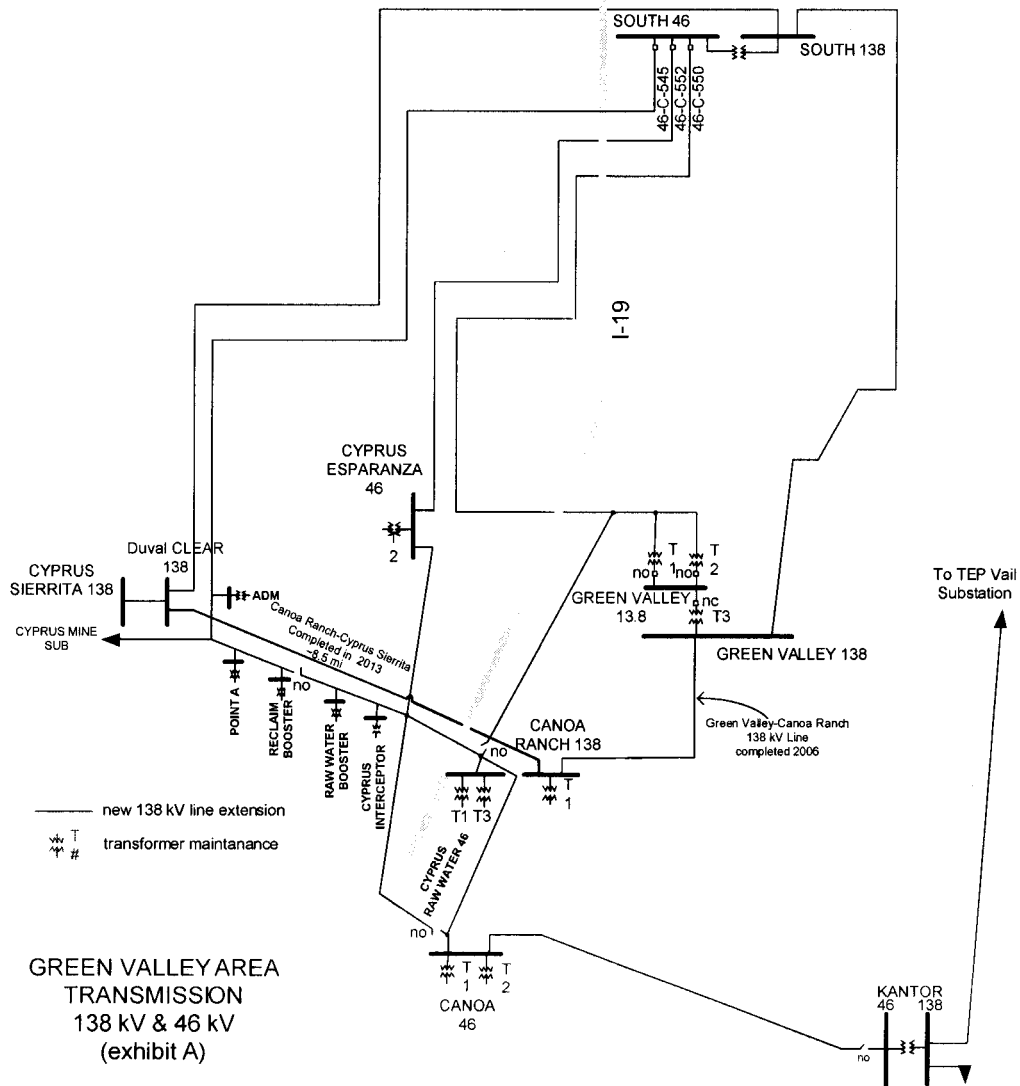 SOUTH 46
SOUTH 138
46-C-545
46-C-552
46-C-550
I-19
CYPRUS
ESPARANZA
46
2
Duval CLEAR
138
CYPRUS
SIERRITA 138
ADM
CYPRUS MINE
SUB
Canoa Ranch-Cyprus Sierrita
Completed in 2013
~8.5 mi
T
1
T
2
no
no
GREEN VALLEY
13.8
nc
T3
GREEN VALLEY 138
To TEP Vail
Substation
Green Valley-Canoa Ranch
138 kV Line
completed 2006
POINT A
RECLAIM
BOOSTER
no
RAW WATER
BOOSTER
CYPRUS
INTERCEPTOR
no
CANOA
RANCH 138
T1 T3
T
1
CYPRUS
RAW WATER 46
new 138 kV line extension
T
#
transformer maintanance
no
T
1
T
2
CANOA
46
GREEN VALLEY AREA
TRANSMISSION
138 kV & 46 kV
(exhibit A)
KANTOR
46 138
no